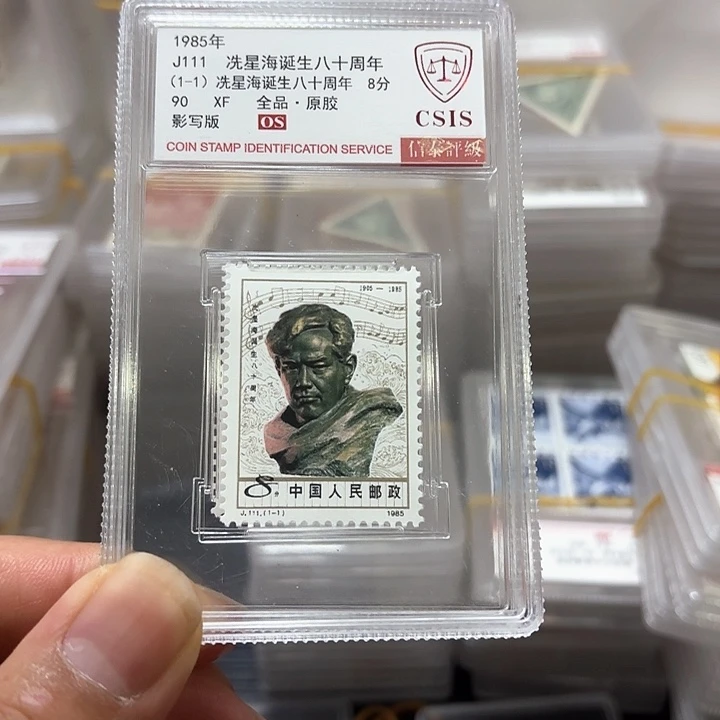 1985年
J111 冼星海诞生八十周年
(1-1) 冼星海诞生八十周年 8分
90 XF 全品·原胶
影写版 OS
CSIS
COIN STAMP IDENTIFICATION SERVICE 信泰評級
1905—1985
冼星海诞生八十周年
8分 中国人民邮政
J.111.(1-1) 1985